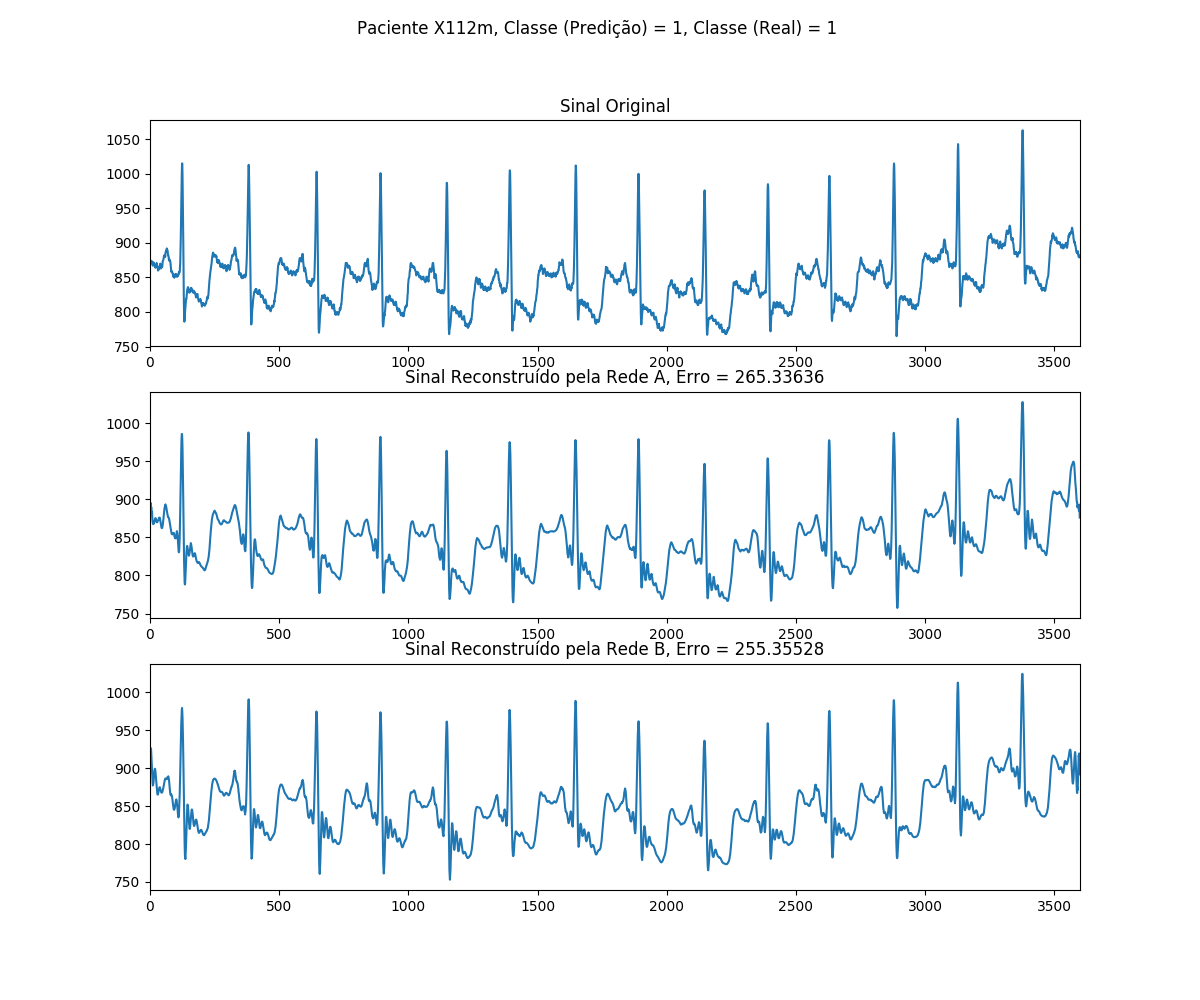 Paciente X112m, Classe (Predição) = 1, Classe (Real) = 1
Sinal Original
1050
1000
950
900
850
800
750
0 500 1000 1500 2000 2500 3000 3500
Sinal Reconstruído pela Rede A, Erro = 265.33636
1000
950
900
850
800
750
0 500 1000 1500 2000 2500 3000 3500
Sinal Reconstruído pela Rede B, Erro = 255.35528
1000
950
900
850
800
750
0 500 1000 1500 2000 2500 3000 3500